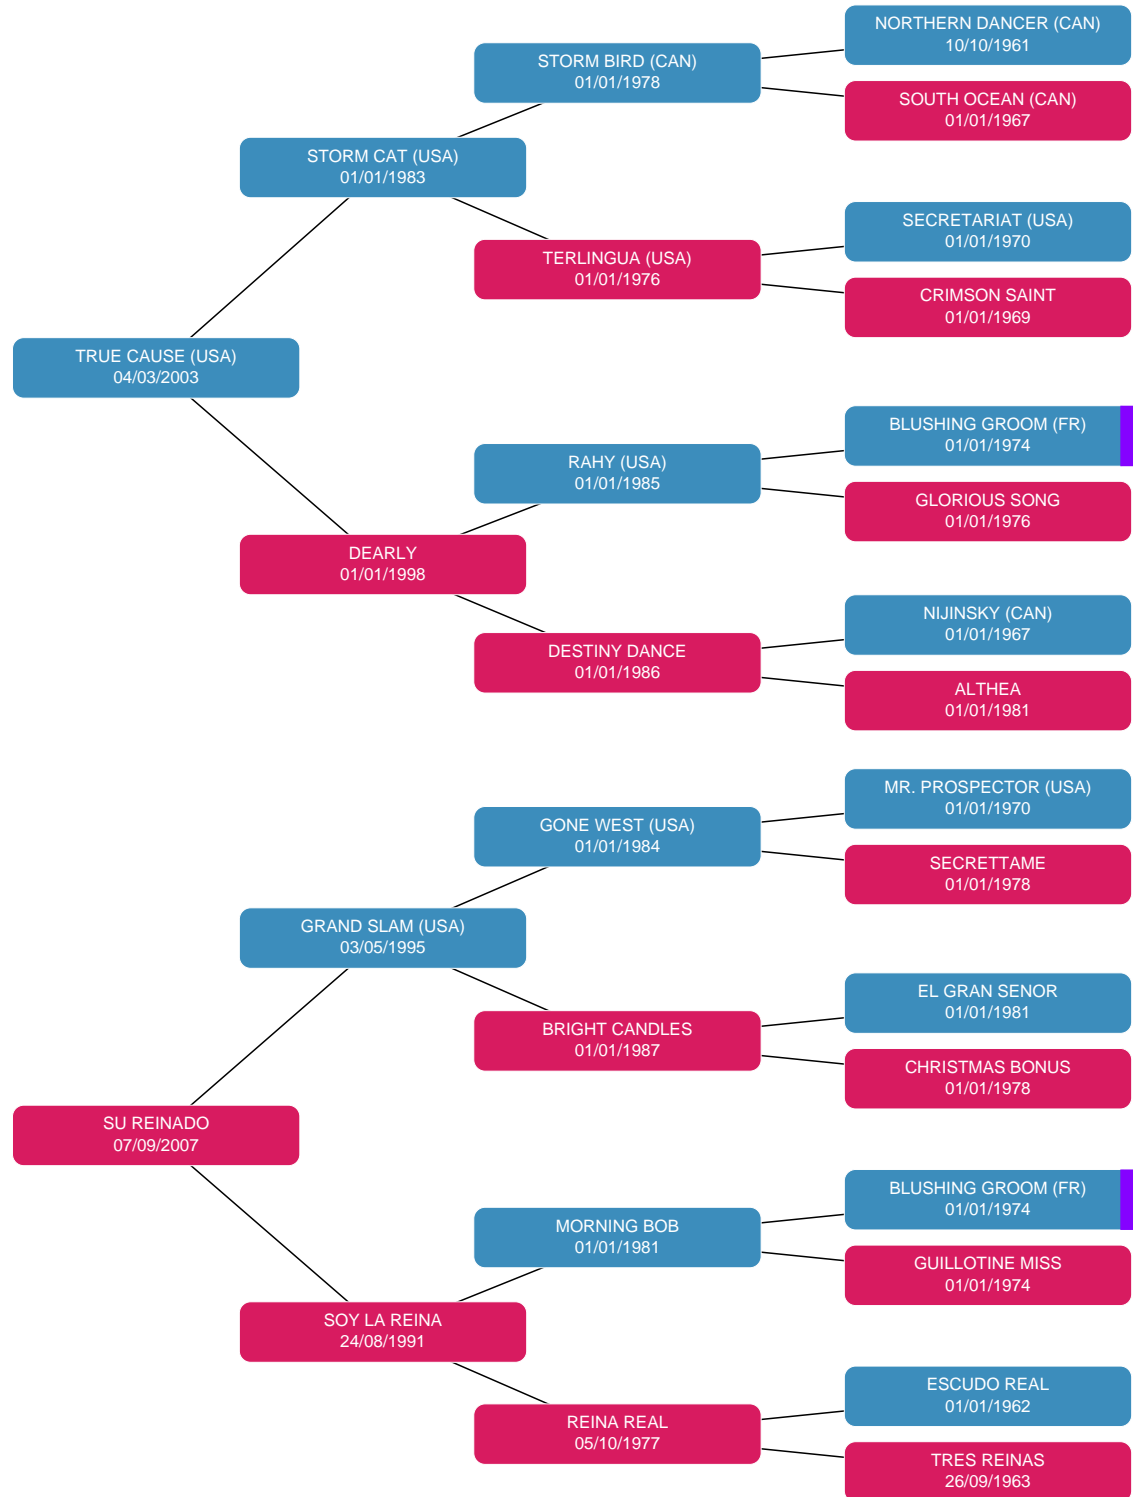 NORTHERN DANCER (CAN)
10/10/1961
STORM BIRD (CAN)
01/01/1978
SOUTH OCEAN (CAN)
01/01/1967
STORM CAT (USA)
01/01/1983
SECRETARIAT (USA)
01/01/1970
TERLINGUA (USA)
01/01/1976
CRIMSON SAINT
01/01/1969
TRUE CAUSE (USA)
04/03/2003
BLUSHING GROOM (FR)
01/01/1974
RAHY (USA)
01/01/1985
GLORIOUS SONG
01/01/1976
DEARLY
01/01/1998
NIJINSKY (CAN)
01/01/1967
DESTINY DANCE
01/01/1986
ALTHEA
01/01/1981
MR. PROSPECTOR (USA)
01/01/1970
GONE WEST (USA)
01/01/1984
SECRETTAME
01/01/1978
GRAND SLAM (USA)
03/05/1995
EL GRAN SENOR
01/01/1981
BRIGHT CANDLES
01/01/1987
CHRISTMAS BONUS
01/01/1978
SU REINADO
07/09/2007
BLUSHING GROOM (FR)
01/01/1974
MORNING BOB
01/01/1981
GUILLOTINE MISS
01/01/1974
SOY LA REINA
24/08/1991
ESCUDO REAL
01/01/1962
REINA REAL
05/10/1977
TRES REINAS
26/09/1963